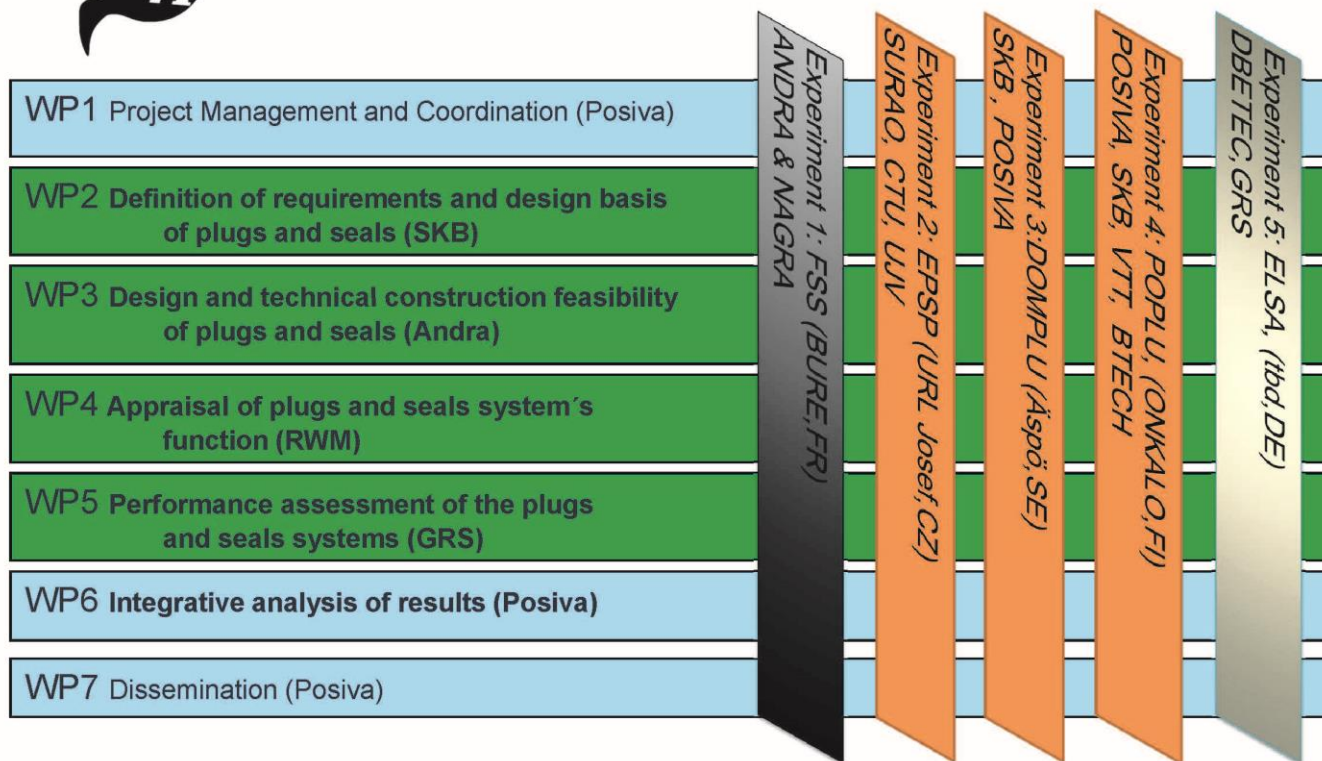 WP1 Project Management and Coordination (Posiva)
WP2 Definition of requirements and design basis
of plugs and seals (SKB)
WP3 Design and technical construction feasibility
of plugs and seals (Andra)
WP4 Appraisal of plugs and seals system´s
function (RWM)
WP5 Performance assessment of the plugs
and seals systems (GRS)
WP6 Integrative analysis of results (Posiva)
WP7 Dissemination (Posiva)
Experiment 1: FSS (BURE,FR)
ANDRA & NAGRA
Experiment 2: EPSP (URL Josef,CZ)
SURAO, CTU, UJV
Experiment 3:DOMPLU (Äspö,SE)
SKB , POSIVA
Experiment 4: POPLU, (ONKALO,FI)
POSIVA, SKB, VTT, BTECH
Experiment 5: ELSA, (tbd,DE)
DBETEC,GRS